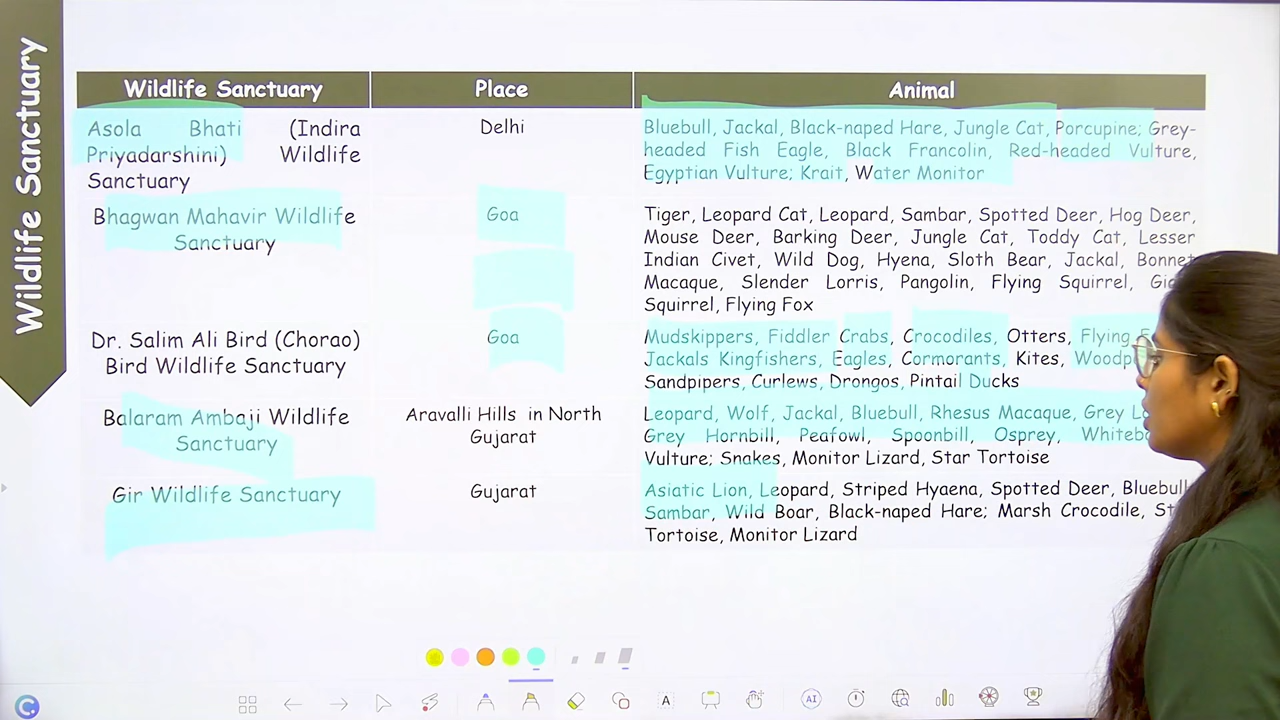 Wildlife Sanctuary
Wildlife Sanctuary Place Animal
Asola Bhati (Indira
Priyadarshini) Wildlife
Sanctuary
Delhi
Bluebull, Jackal, Black-naped Hare, Jungle Cat, Porcupine; Grey-
headed Fish Eagle, Black Francolin, Red-headed Vulture,
Egyptian Vulture; Krait, Water Monitor
Bhagwan Mahavir Wildlife
Sanctuary
Goa
Tiger, Leopard Cat, Leopard, Sambar, Spotted Deer, Hog Deer,
Mouse Deer, Barking Deer, Jungle Cat, Toddy Cat, Lesser
Indian Civet, Wild Dog, Hyena, Sloth Bear, Jackal, Bonnet
Macaque, Slender Lorris, Pangolin, Flying Squirrel,
Squirrel, Flying Fox
Dr. Salim Ali Bird (Chorao)
Bird Wildlife Sanctuary
Goa
Mudskippers, Fiddler Crabs, Crocodiles, Otters, Flying
Jackals Kingfishers, Eagles, Cormorants, Kites,
Sandpipers, Curlews, Drongos, Pintail Ducks
Balaram Ambaji Wildlife
Sanctuary
Aravalli Hills in North
Gujarat
Leopard, Wolf, Jackal, Bluebull, Rhesus Macaque, Grey
Grey Hornbill, Peafowl, Spoonbill, Osprey,
Vulture; Snakes, Monitor Lizard, Star Tortoise
Gir Wildlife Sanctuary
Gujarat
Asiatic Lion, Leopard, Striped Hyaena, Spotted Deer, Bluebull,
Sambar, Wild Boar, Black-naped Hare; Marsh Crocodile,
Tortoise, Monitor Lizard
A
AI